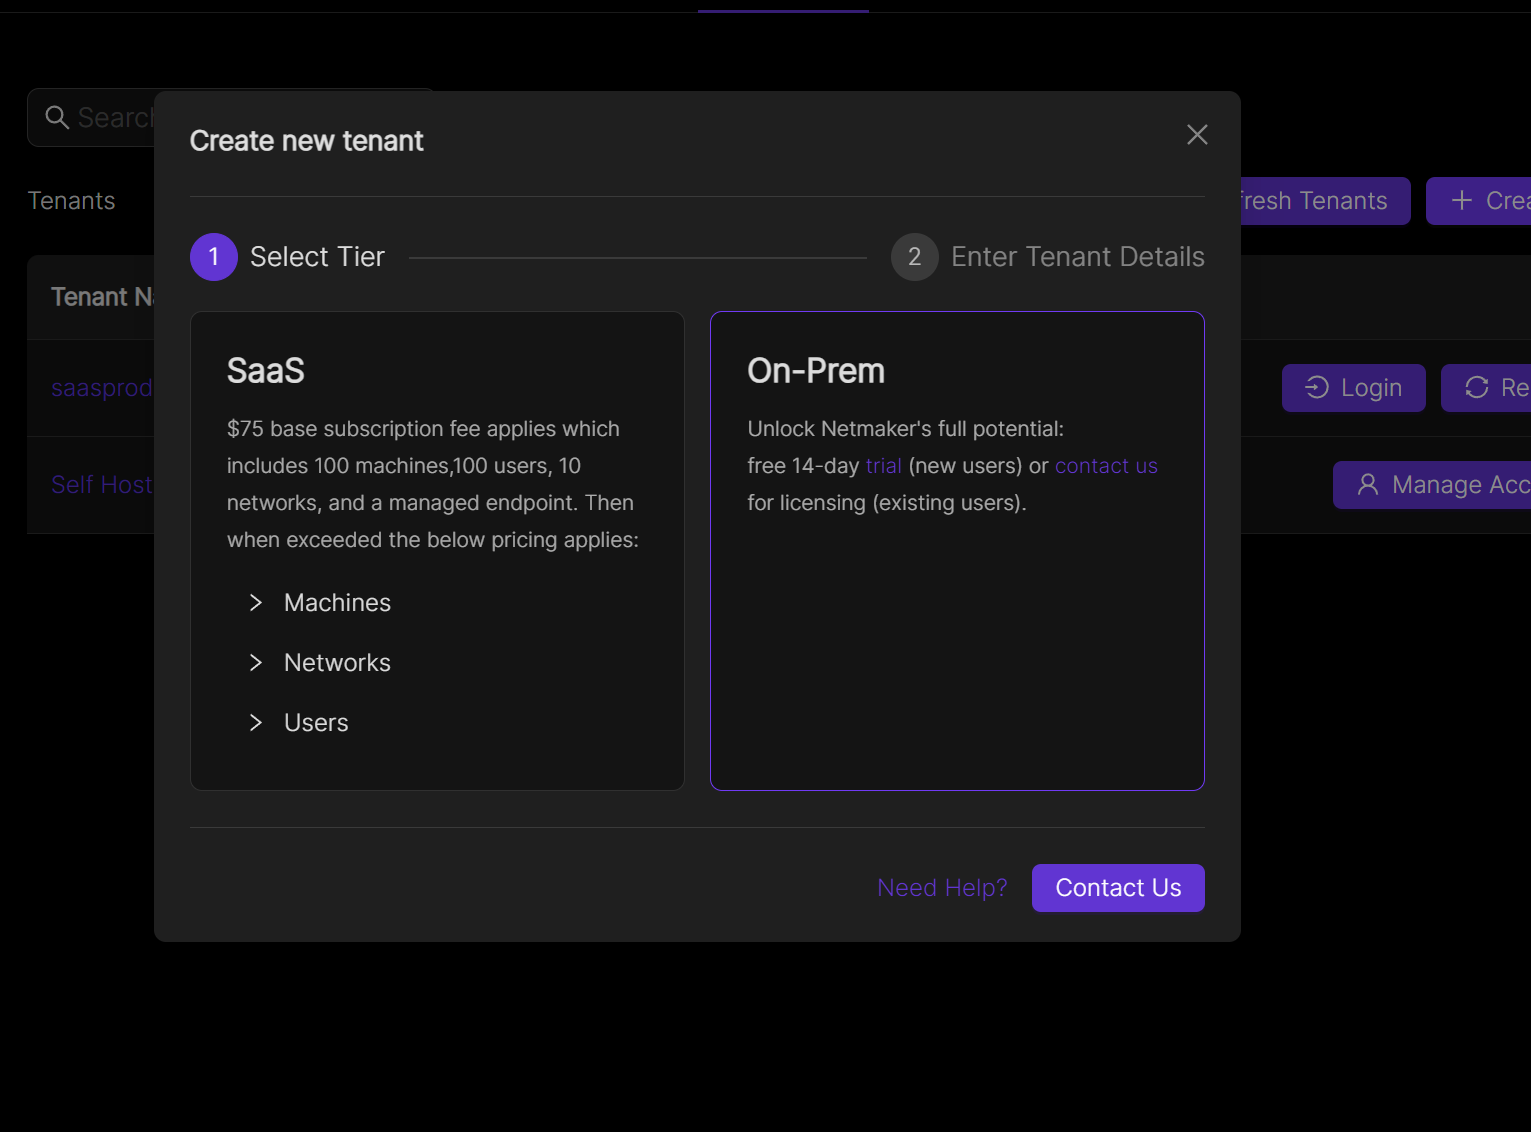 Search
Create new tenant
Tenants
fresh Tenants
Crea
1 Select Tier
2 Enter Tenant Details
Tenant Na
SaaS
$75 base subscription fee applies which
includes 100 machines,100 users, 10
networks, and a managed endpoint. Then
when exceeded the below pricing applies:
Machines
Networks
Users
On-Prem
Unlock Netmaker's full potential:
free 14-day trial (new users) or contact us
for licensing (existing users).
saasprod
Login
Re
Self Host
Manage Acc
Need Help?
Contact Us